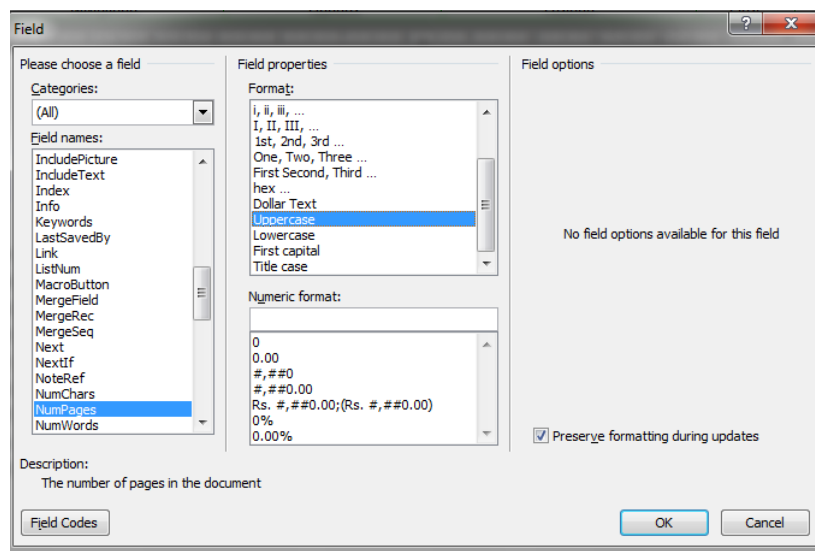 Field
Please choose a field
Categories:
(All)
Field names:
IncludePicture
IncludeText
Index
Info
Keywords
LastSavedBy
Link
ListNum
MacroButton
MergeField
MergeRec
MergeSeq
Next
NextIf
NoteRef
NumChars
NumPages
NumWords
Field properties
Format:
i, ii, iii, ...
I, II, III, ...
1st, 2nd, 3rd ...
One, Two, Three ...
First Second, Third ...
hex ...
Dollar Text
Uppercase
Lowercase
First capital
Title case
Numeric format:
0
0.00
#,##0
#,##0.00
Rs. #,##0.00;(Rs. #,##0.00)
0%
0.00%
Field options
No field options available for this field
Preserve formatting during updates
Description:
The number of pages in the document
Field Codes
OK
Cancel